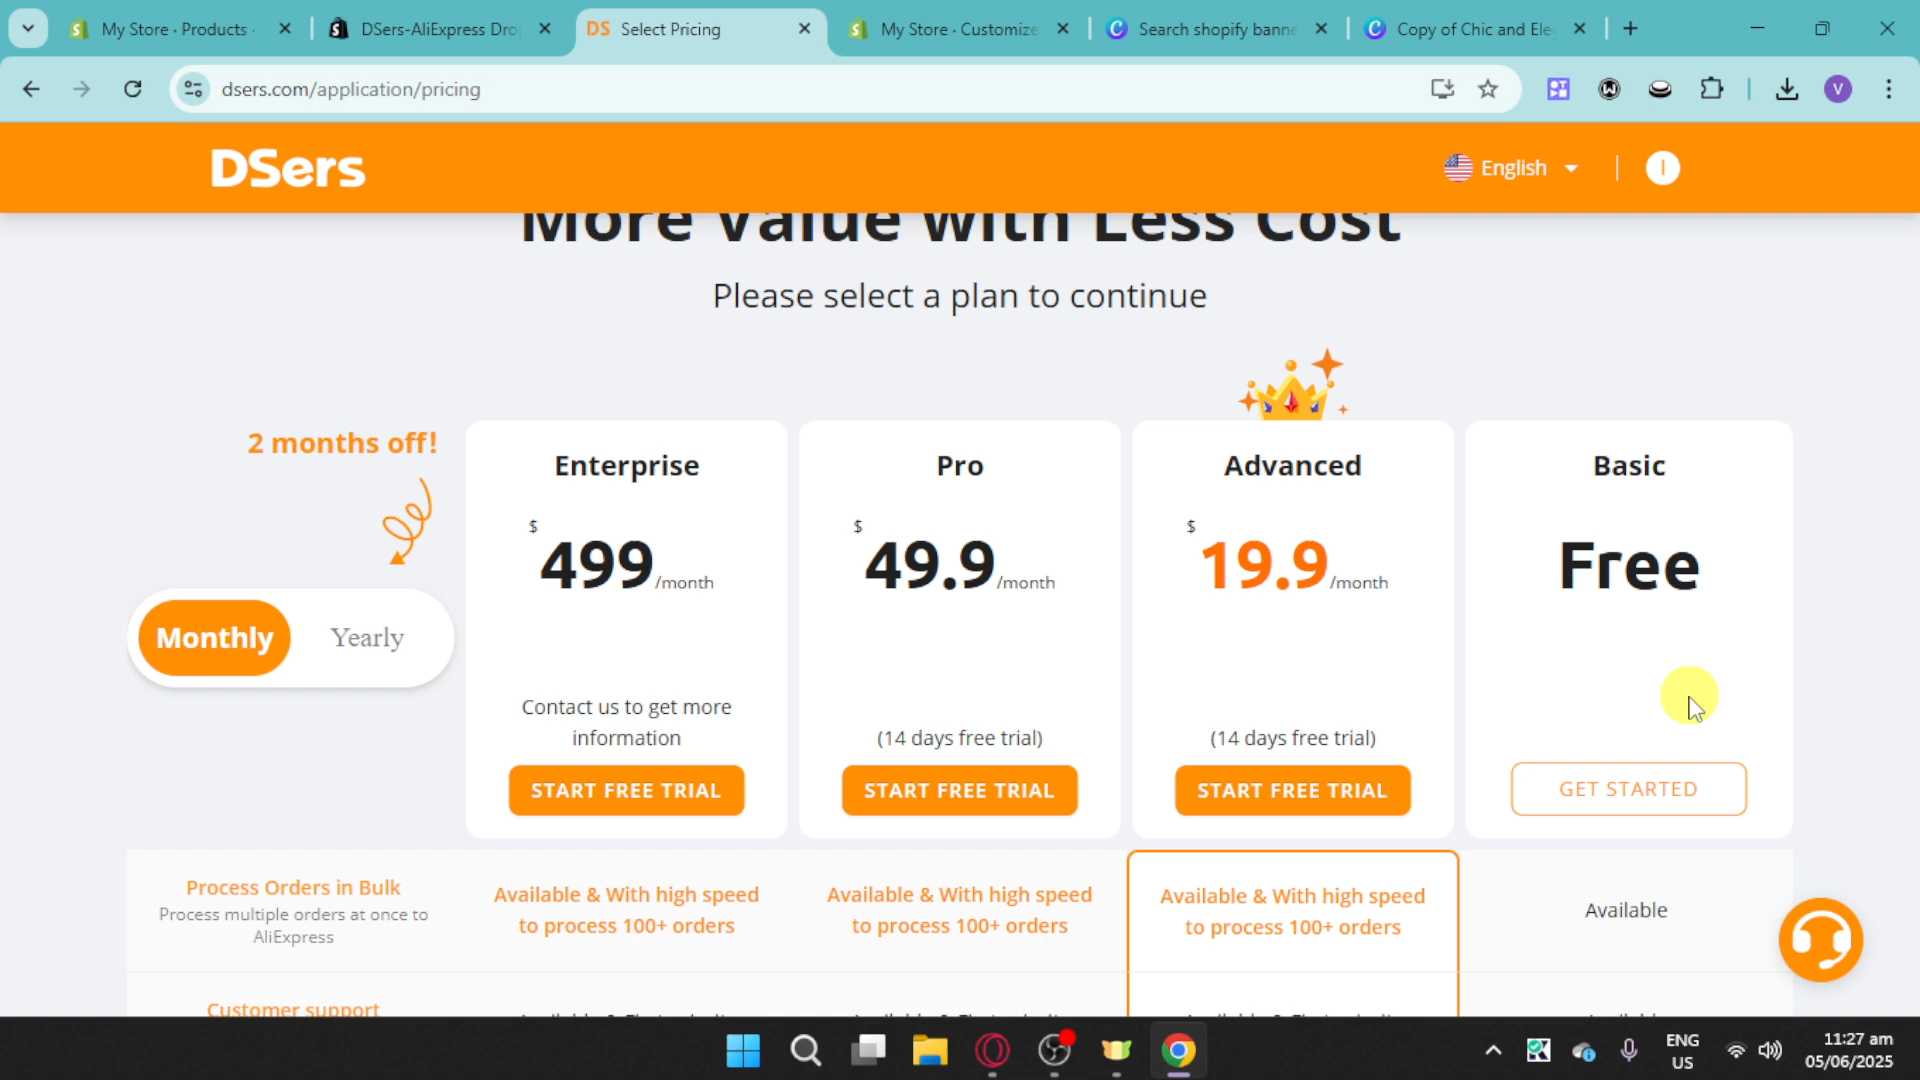 My Store · Products
DSers-AliExpress Dro
DS Select Pricing
My Store · Customize
Search shopify banne
Copy of Chic and Ele
dsers.com/application/pricing
V
DSers
English
I
More Value with Less Cost
Please select a plan to continue
2 months off!
Monthly
Yearly
Enterprise
$ 499 /month
Contact us to get more
information
START FREE TRIAL
Pro
$ 49.9 /month
(14 days free trial)
START FREE TRIAL
Advanced
$ 19.9 /month
(14 days free trial)
START FREE TRIAL
Basic
Free
GET STARTED
Process Orders in Bulk
Process multiple orders at once to
AliExpress
Available & With high speed
to process 100+ orders
Available & With high speed
to process 100+ orders
Available & With high speed
to process 100+ orders
Available
Customer support
ENG
US
11:27 am
05/06/2025